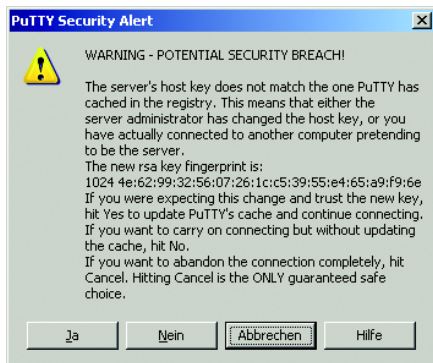 PuTTY Security Alert
WARNING - POTENTIAL SECURITY BREACH!
The server's host key does not match the one PuTTY has
cached in the registry. This means that either the
server administrator has changed the host key, or you
have actually connected to another computer pretending
to be the server.
The new rsa key fingerprint is:
1024 4e:62:99:32:56:07:26:1c:c5:39:55:e4:65:a9:f9:6e
If you were expecting this change and trust the new key,
hit Yes to update PuTTY's cache and continue connecting.
If you want to carry on connecting but without updating
the cache, hit No.
If you want to abandon the connection completely, hit
Cancel. Hitting Cancel is the ONLY guaranteed safe
choice.
Ja Nein Abbrechen Hilfe